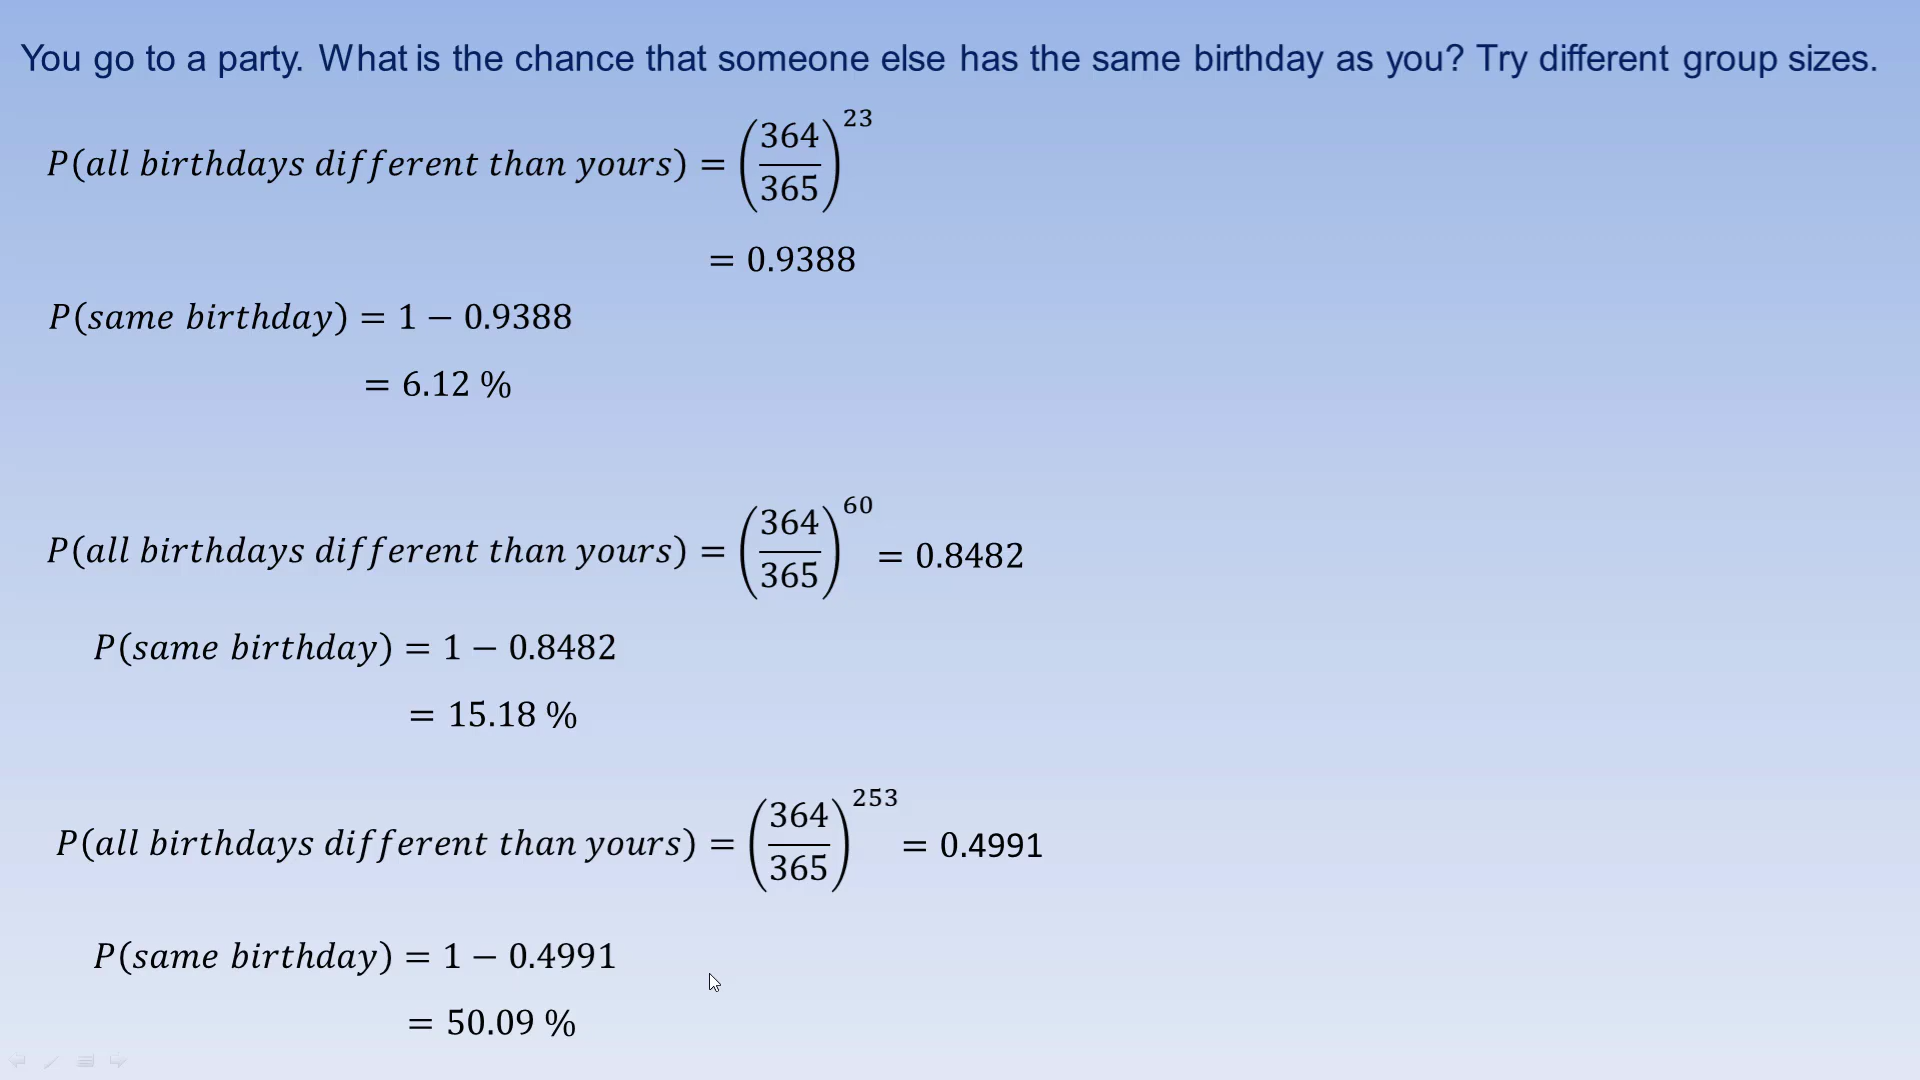 You go to a party. What is the chance that someone else has the same birthday as you? Try different group sizes.
P(all birthdays different than yours) = (364/365)^23
= 0.9388
P(same birthday) = 1 − 0.9388
= 6.12 %
P(all birthdays different than yours) = (364/365)^60 = 0.8482
P(same birthday) = 1 − 0.8482
= 15.18 %
P(all birthdays different than yours) = (364/365)^253 = 0.4991
P(same birthday) = 1 − 0.4991
= 50.09 %